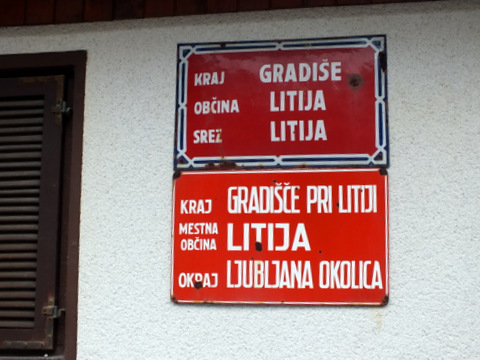 KRAJ GRADIŠE
OBČINA LITIJA
SREZ LITIJA
KRAJ GRADIŠČE PRI LITIJI
MESTNA OBČINA LITIJA
OKRAJ LJUBLJANA OKOLICA